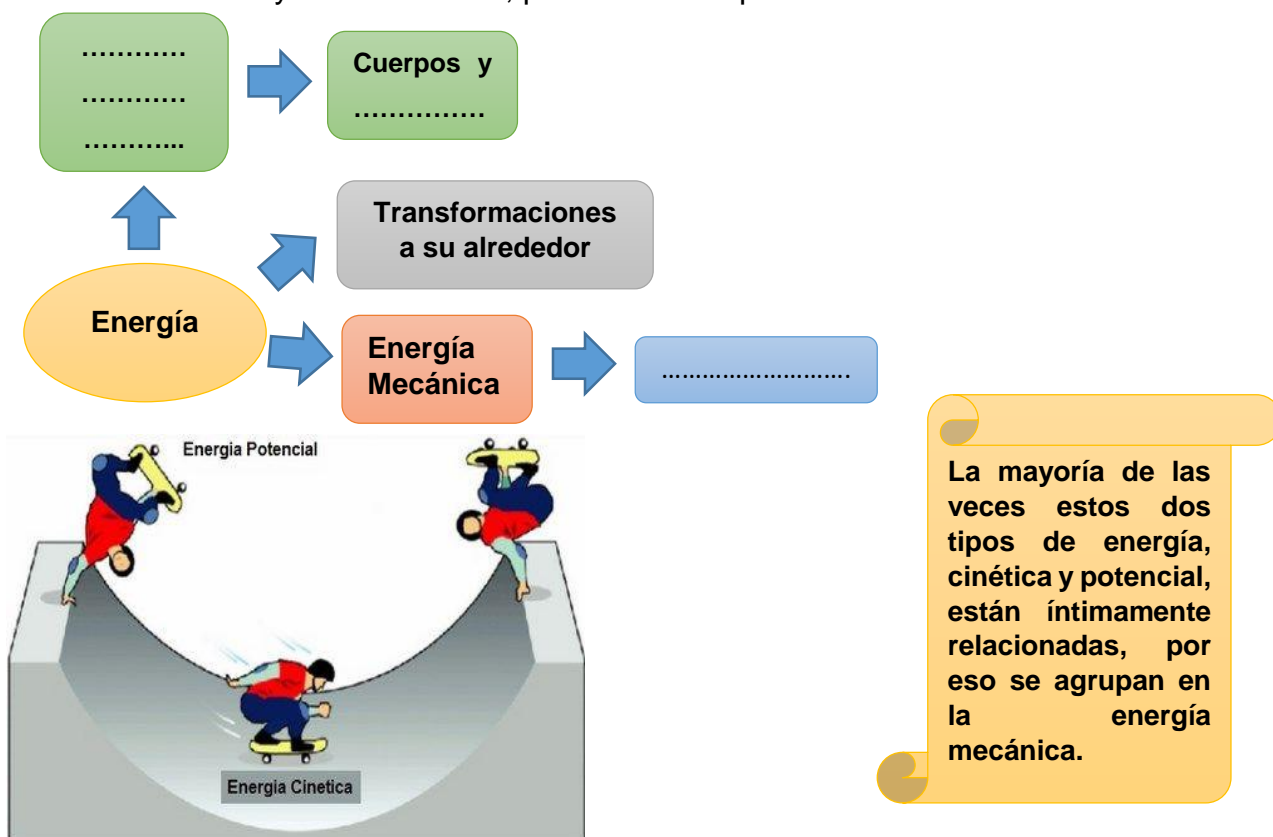 …………
…………
………...
Cuerpos y
……………
Transformaciones
a su alrededor
Energía
Energía
Mecánica
……………………….
Energia Potencial
Energia Cínetica
La mayoría de las
veces estos dos
tipos de energía,
cinética y potencial,
están íntimamente
relacionadas, por
eso se agrupan en
la energía
mecánica.